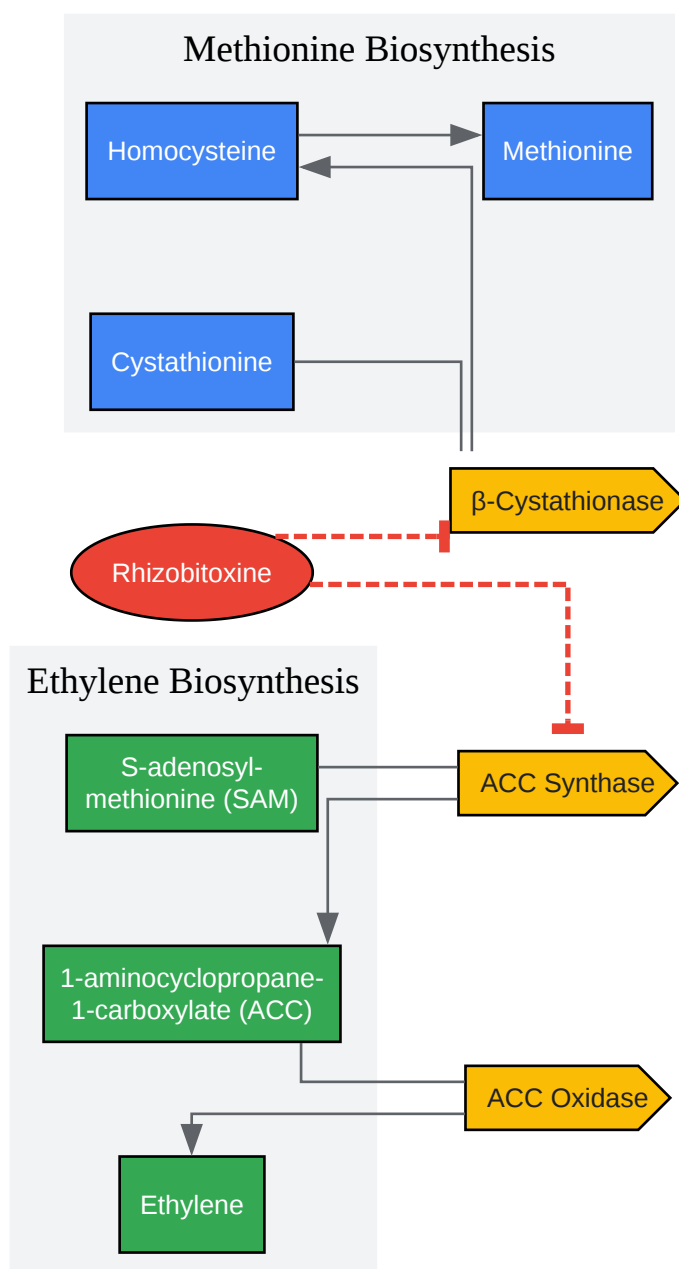 Methionine Biosynthesis
Homocysteine
Methionine
Cystathionine
β-Cystathionase
Rhizobitoxine
Ethylene Biosynthesis
S-adenosyl-
methionine (SAM)
ACC Synthase
1-aminocyclopropane-
1-carboxylate (ACC)
ACC Oxidase
Ethylene